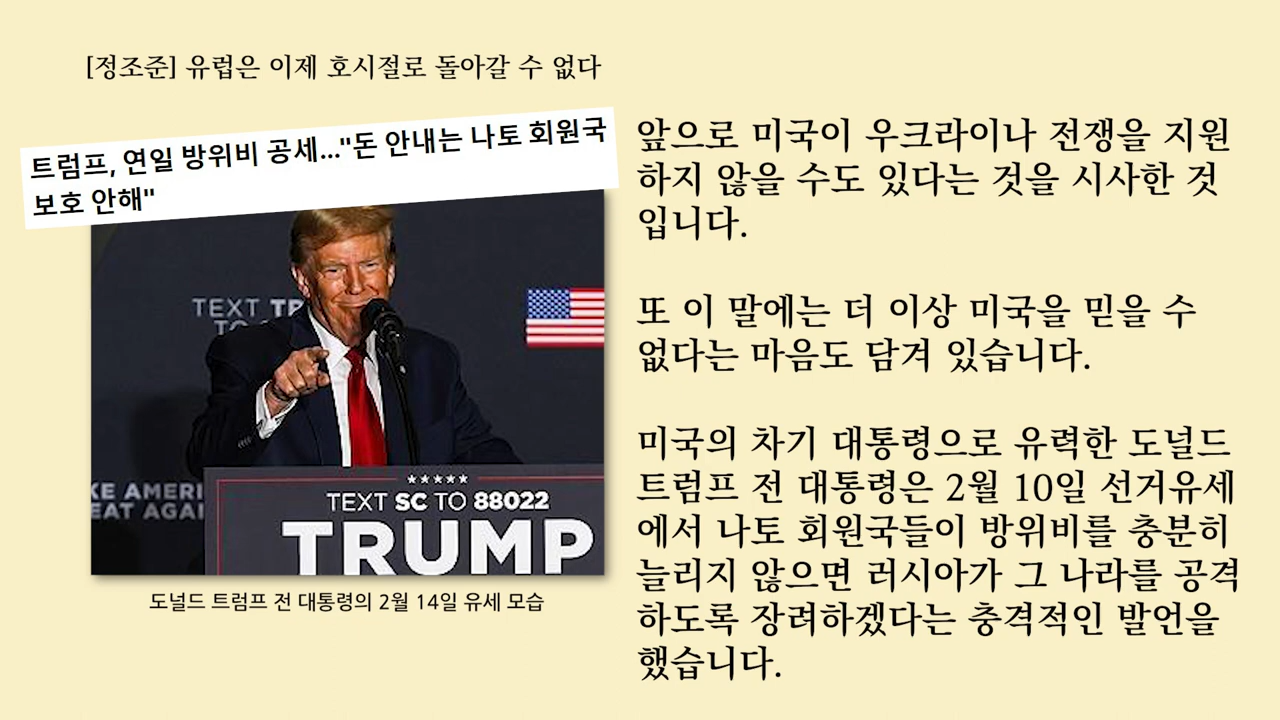 [정조준] 유럽은 이제 호시절로 돌아갈 수 없다
트럼프, 연일 방위비 공세..."돈 안내는 나토 회원국
보호 안해"
TEXT TR
TO
KE AMERI
EAT AGAI
TEXT SC TO 88022
TRUMP
도널드 트럼프 전 대통령의 2월 14일 유세 모습
앞으로 미국이 우크라이나 전쟁을 지원
하지 않을 수도 있다는 것을 시사한 것
입니다.
또 이 말에는 더 이상 미국을 믿을 수
없다는 마음도 담겨 있습니다.
미국의 차기 대통령으로 유력한 도널드
트럼프 전 대통령은 2월 10일 선거유세
에서 나토 회원국들이 방위비를 충분히
늘리지 않으면 러시아가 그 나라를 공격
하도록 장려하겠다는 충격적인 발언을
했습니다.